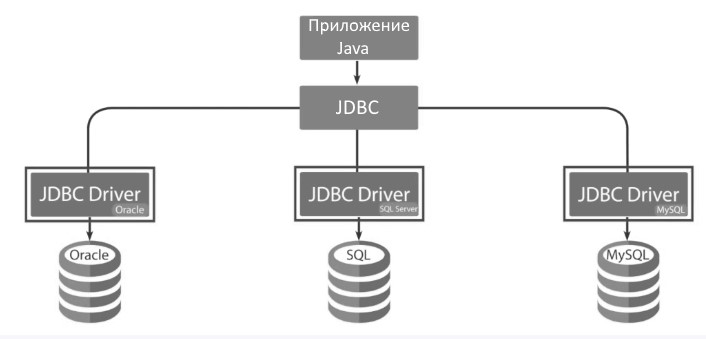 Приложение
Java
JDBC
JDBC Driver
Oracle
JDBC Driver
SQL Server
JDBC Driver
MySQL
Oracle
SQL
MySQL